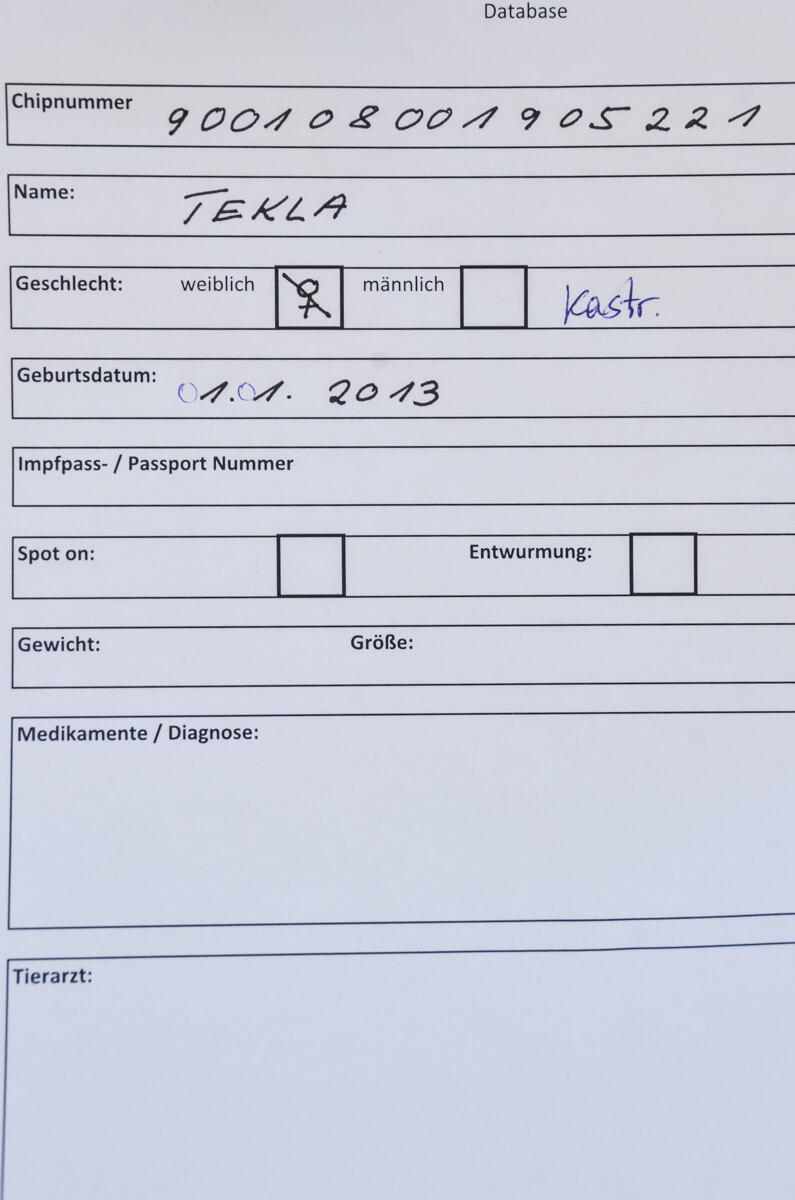 Database
Chipnummer 900108001905221
Name: TEKLA
Geschlecht: weiblich männlich Kastr.
Geburtsdatum: 01.01. 2013
Impfpass- / Passport Nummer
Spot on: Entwurmung:
Gewicht: Größe:
Medikamente / Diagnose:
Tierarzt: